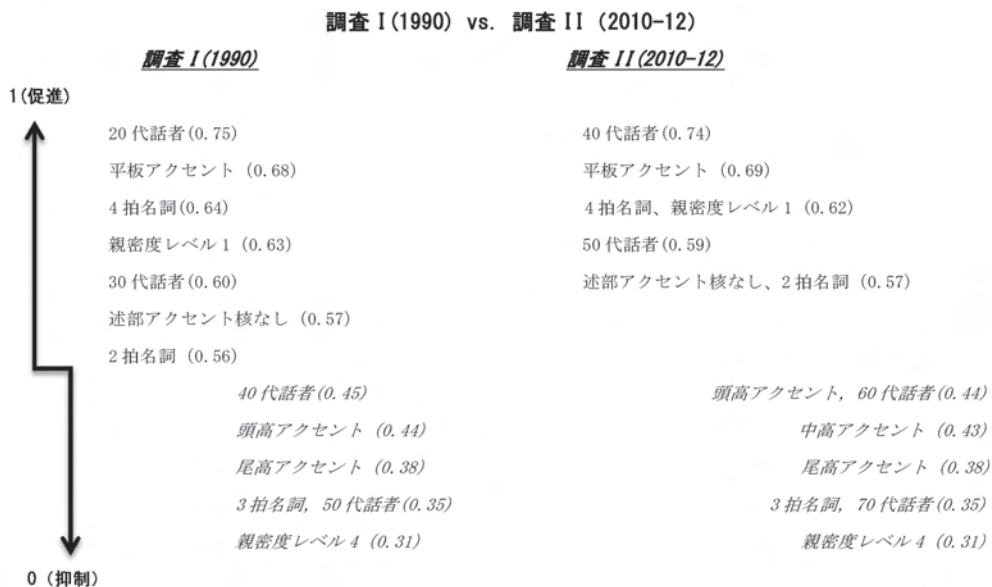 調査 I(1990) vs. 調査 II (2010-12)
調査 I(1990)
調査 II(2010-12)
1(促進)
20 代話者(0.75)
平板アクセント (0.68)
4 拍名詞(0.64)
親密度レベル 1 (0.63)
30 代話者(0.60)
述部アクセント核なし (0.57)
2 拍名詞 (0.56)
40 代話者(0.45)
頭高アクセント (0.44)
尾高アクセント (0.38)
3 拍名詞, 50 代話者(0.35)
親密度レベル 4 (0.31)
40 代話者(0.74)
平板アクセント (0.69)
4 拍名詞、親密度レベル 1 (0.62)
50 代話者(0.59)
述部アクセント核なし、2 拍名詞 (0.57)
頭高アクセント, 60 代話者(0.44)
中高アクセント (0.43)
尾高アクセント (0.38)
3 拍名詞, 70 代話者(0.35)
親密度レベル 4 (0.31)
0 (抑制)